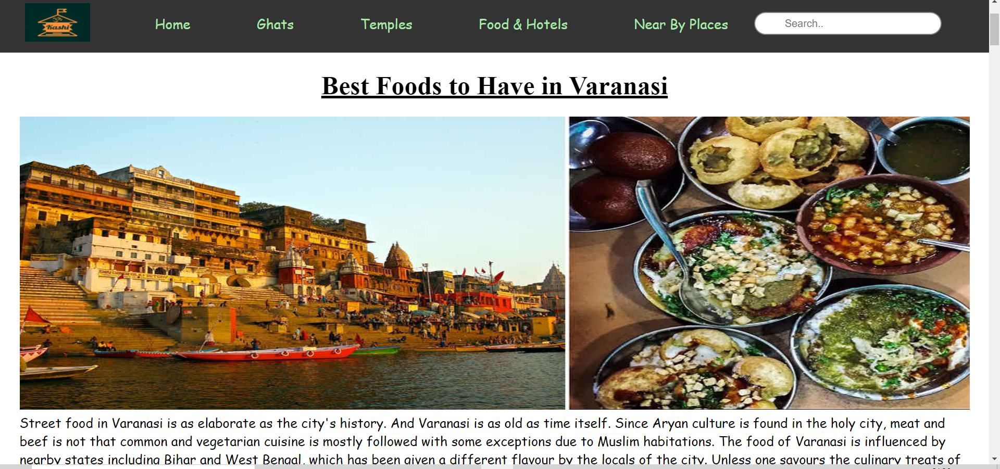 Kashi
Home Ghats Temples Food & Hotels Near By Places Search..
Best Foods to Have in Varanasi
Street food in Varanasi is as elaborate as the city's history. And Varanasi is as old as time itself. Since Aryan culture is found in the holy city, meat and
beef is not that common and vegetarian cuisine is mostly followed with some exceptions due to Muslim habitations. The food of Varanasi is influenced by
nearby states including Bihar and West Bengal, which has been given a different flavour by the locals of the city. Unless one savours the culinary treats of